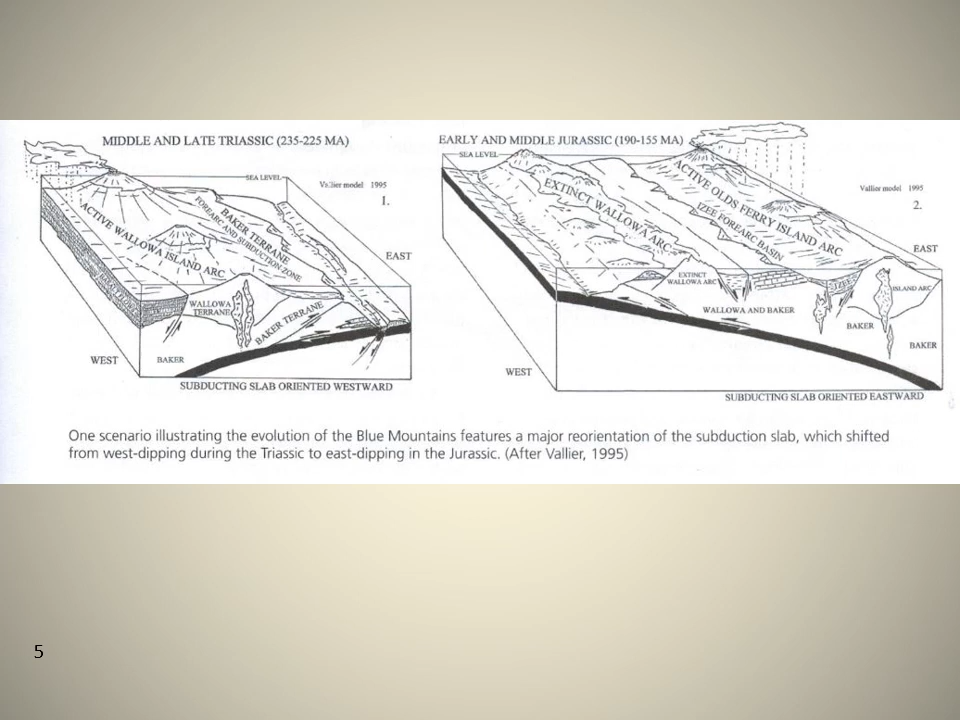 MIDDLE AND LATE TRIASSIC (235-225 MA)
SEA LEVEL
Vallier model 1995
1.
ACTIVE WALLOWA ISLAND ARC
BAKER TERRANE
FOREARC AND SUBDUCTION ZONE
EAST
WALLOWA
TERRANE
BAKER TERRANE
WEST
BAKER
SUBDUCTING SLAB ORIENTED WESTWARD
EARLY AND MIDDLE JURASSIC (190-155 MA)
SEA LEVEL
Vallier model 1995
2.
EXTINCT WALLOWA ARC
ACTIVE OLDS FERRY ISLAND ARC
IZEE FOREARC BASIN
EAST
EXTINCT
WALLOWA ARC
IZEE
ISLAND ARC
WALLOWA AND BAKER
BAKER
BAKER
WEST
SUBDUCTING SLAB ORIENTED EASTWARD
One scenario illustrating the evolution of the Blue Mountains features a major reorientation of the subduction slab, which shifted
from west-dipping during the Triassic to east-dipping in the Jurassic. (After Vallier, 1995)
5